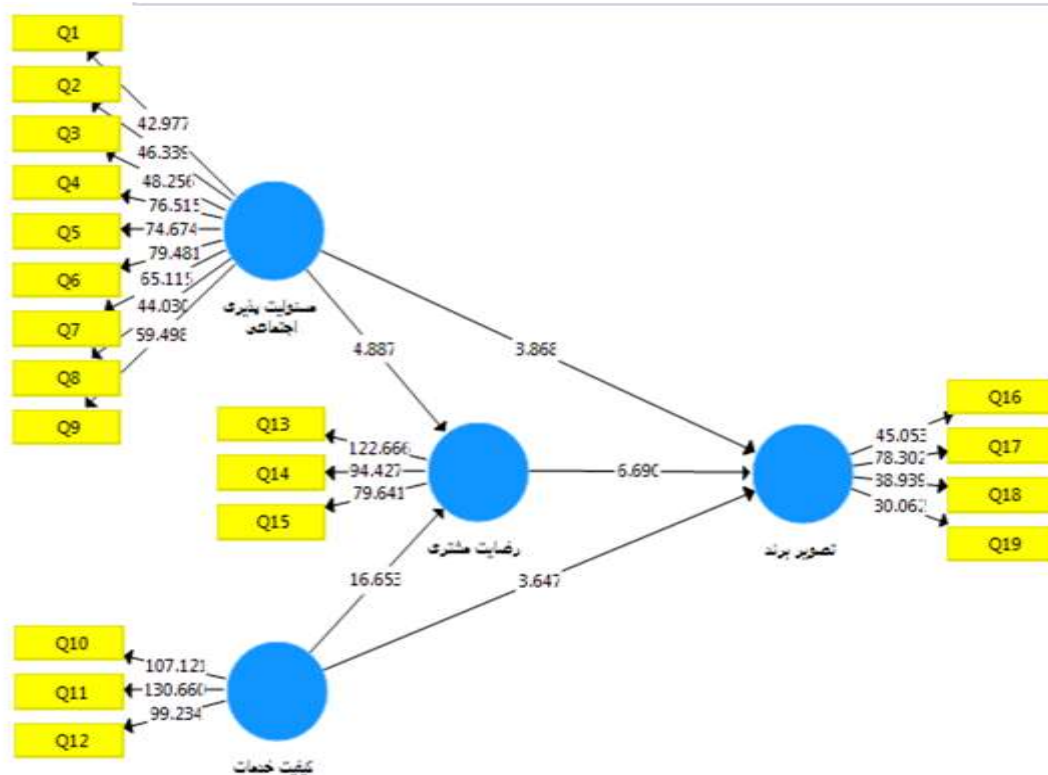 Q1
Q2
Q3
Q4
Q5
Q6
Q7
Q8
Q9
42.977
46.339
48.256
76.515
74.674
79.481
65.115
44.030
59.498
مسئولیت پذیری
اجتماعی
4.887
3.868
Q13
Q14
Q15
122.666
94.427
79.641
رضایت مشتری
6.690
16.653
3.647
Q10
Q11
Q12
107.121
130.660
99.234
کیفیت خدمات
تصویر برند
45.053
78.302
38.939
30.062
Q16
Q17
Q18
Q19